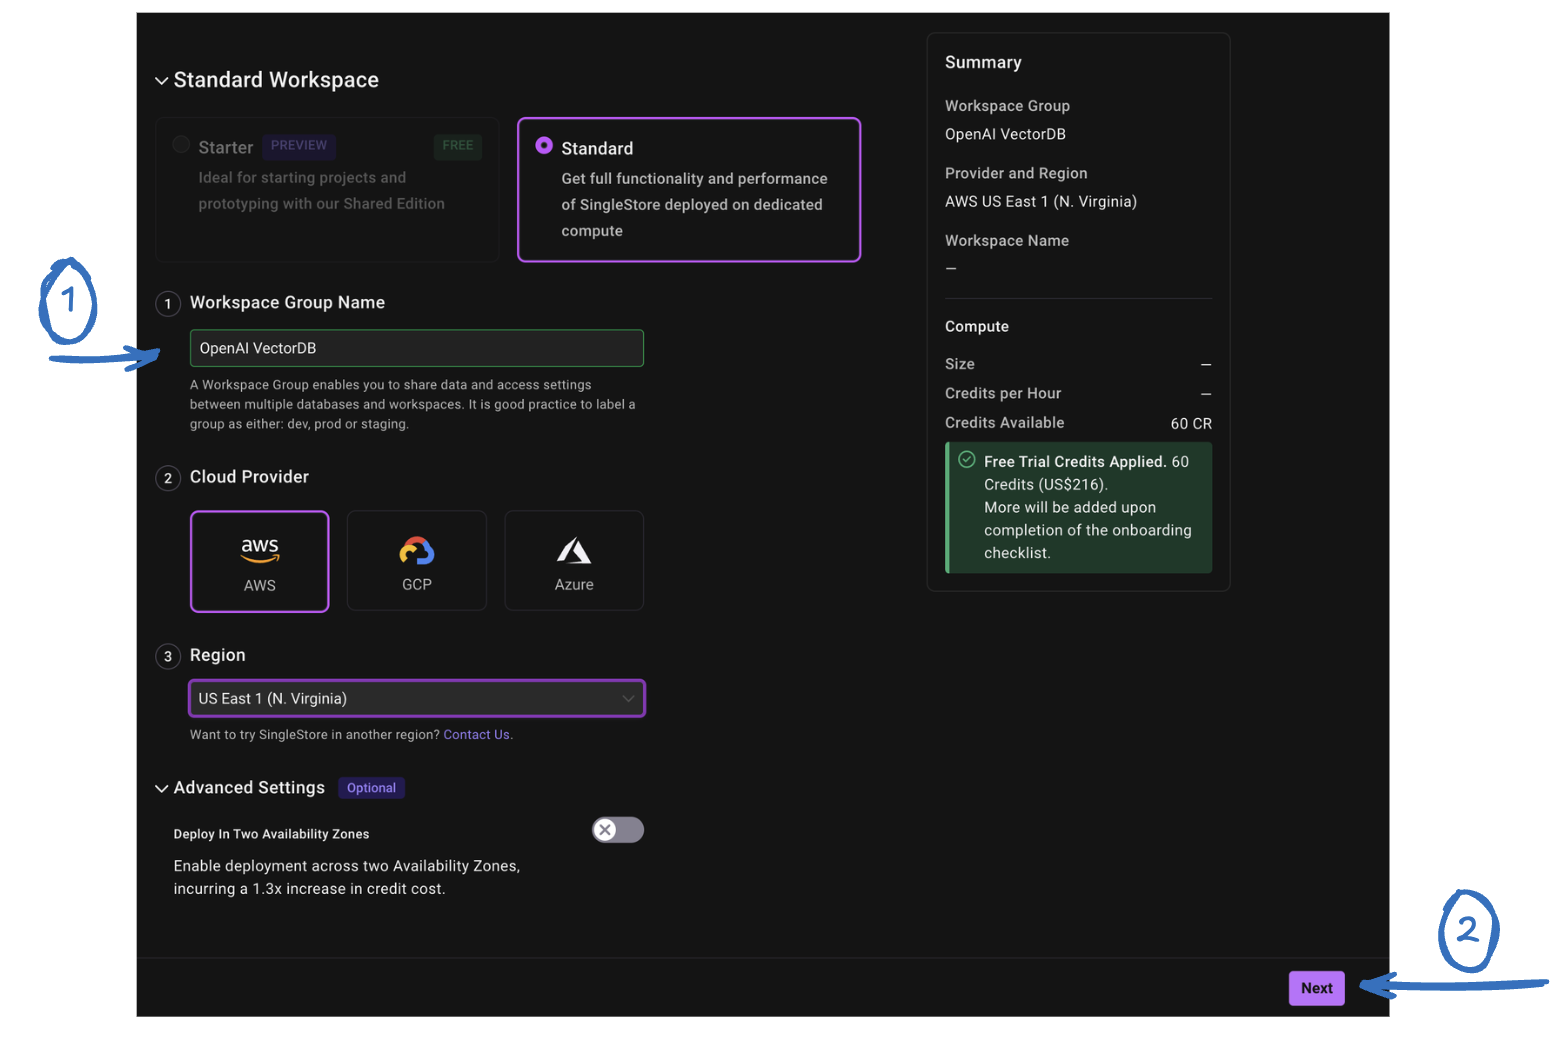 Standard Workspace
Starter PREVIEW FREE
Ideal for starting projects and
prototyping with our Shared Edition
Standard
Get full functionality and performance
of SingleStore deployed on dedicated
compute
1
1 Workspace Group Name
OpenAI VectorDB
A Workspace Group enables you to share data and access settings
between multiple databases and workspaces. It is good practice to label a
group as either: dev, prod or staging.
2 Cloud Provider
aws
AWS
GCP
Azure
3 Region
US East 1 (N. Virginia)
Want to try SingleStore in another region? Contact Us.
Advanced Settings Optional
Deploy In Two Availability Zones
Enable deployment across two Availability Zones,
incurring a 1.3x increase in credit cost.
Summary
Workspace Group
OpenAI VectorDB
Provider and Region
AWS US East 1 (N. Virginia)
Workspace Name
–
Compute
Size –
Credits per Hour –
Credits Available 60 CR
Free Trial Credits Applied. 60
Credits (US$216).
More will be added upon
completion of the onboarding
checklist.
2
Next